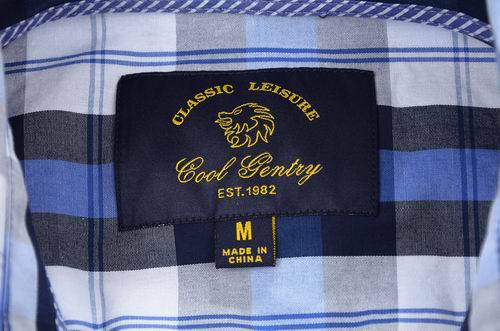 CLASSIC LEISURE
Cool Gentry
EST. 1982
M
MADE IN
CHINA